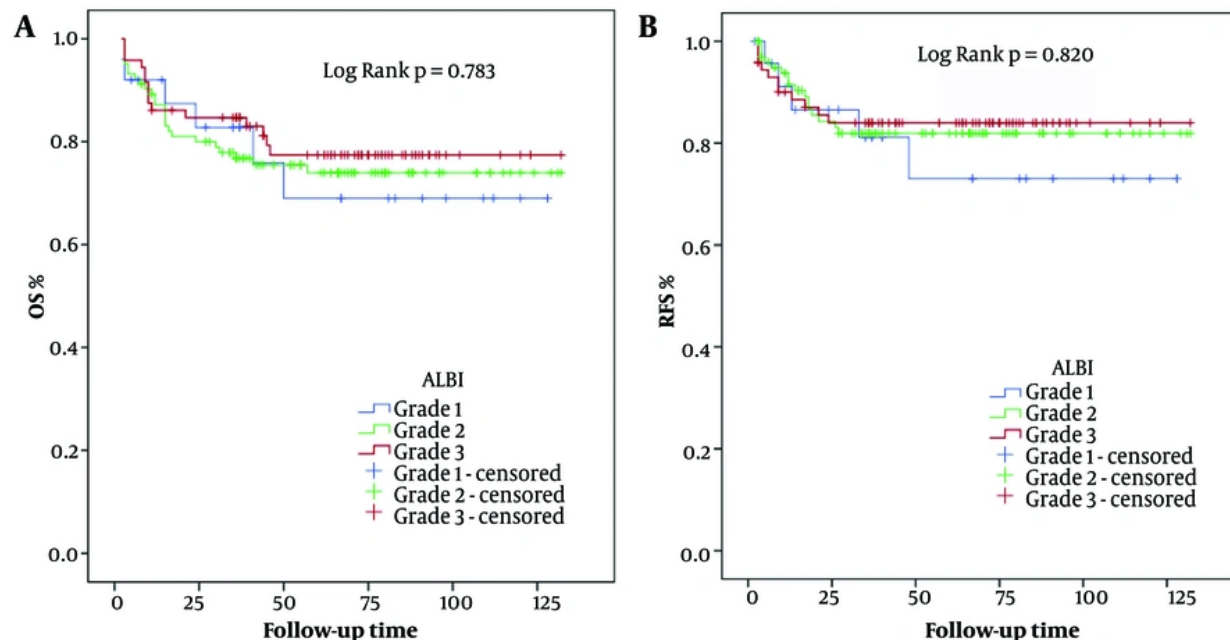 A
Log Rank p = 0.783
1.0
0.8
0.6
0.4
0.2
0.0
OS %
ALBI
Grade 1
Grade 2
Grade 3
Grade 1 - censored
Grade 2 - censored
Grade 3 - censored
0 25 50 75 100 125
Follow-up time
B
Log Rank p = 0.820
1.0
0.8
0.6
0.4
0.2
0.0
RFS %
ALBI
Grade 1
Grade 2
Grade 3
Grade 1 - censored
Grade 2 - censored
Grade 3 - censored
0 25 50 75 100 125
Follow-up time